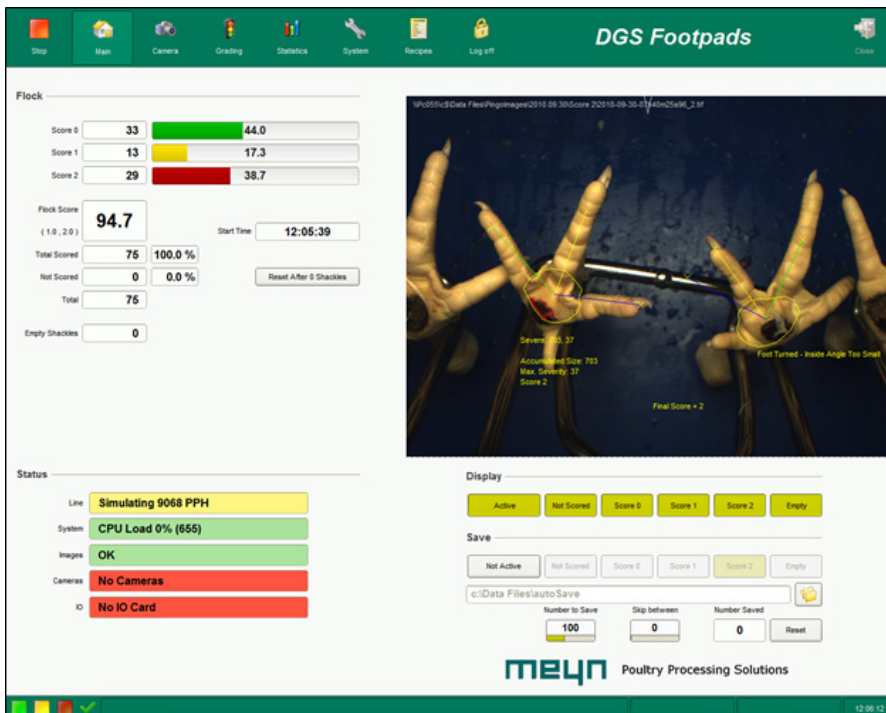 DGS Footpads
Stop
Main
Camera
Grading
Statistics
System
Recipes
Log off
Close
Flock
Score 0 33 44.0
Score 1 13 17.3
Score 2 29 38.7
Flock Score
(1.0 , 2.0) 94.7
Start Time 12:05:39
Total Scored 75 100.0 %
Not Scored 0 0.0 %
Reset After 0 Shackles
Total 75
Empty Shackles 0
Severe: 703, 37
Accumulated Size: 703
Max. Severity: 37
Score 2
Foot Turned - Inside Angle Too Small
Final Score = 2
Status
Line Simulating 9068 PPH
System CPU Load 0% (655)
Images OK
Cameras No Cameras
IO No IO Card
Display
Active Not Scored Score 0 Score 1 Score 2 Empty
Save
Not Active Not Scored Score 0 Score 1 Score 2 Empty
c:\Data Files\autoSave
Number to Save Skip between Number Saved
100 0 0 Reset
meyn Poultry Processing Solutions
12:06:12